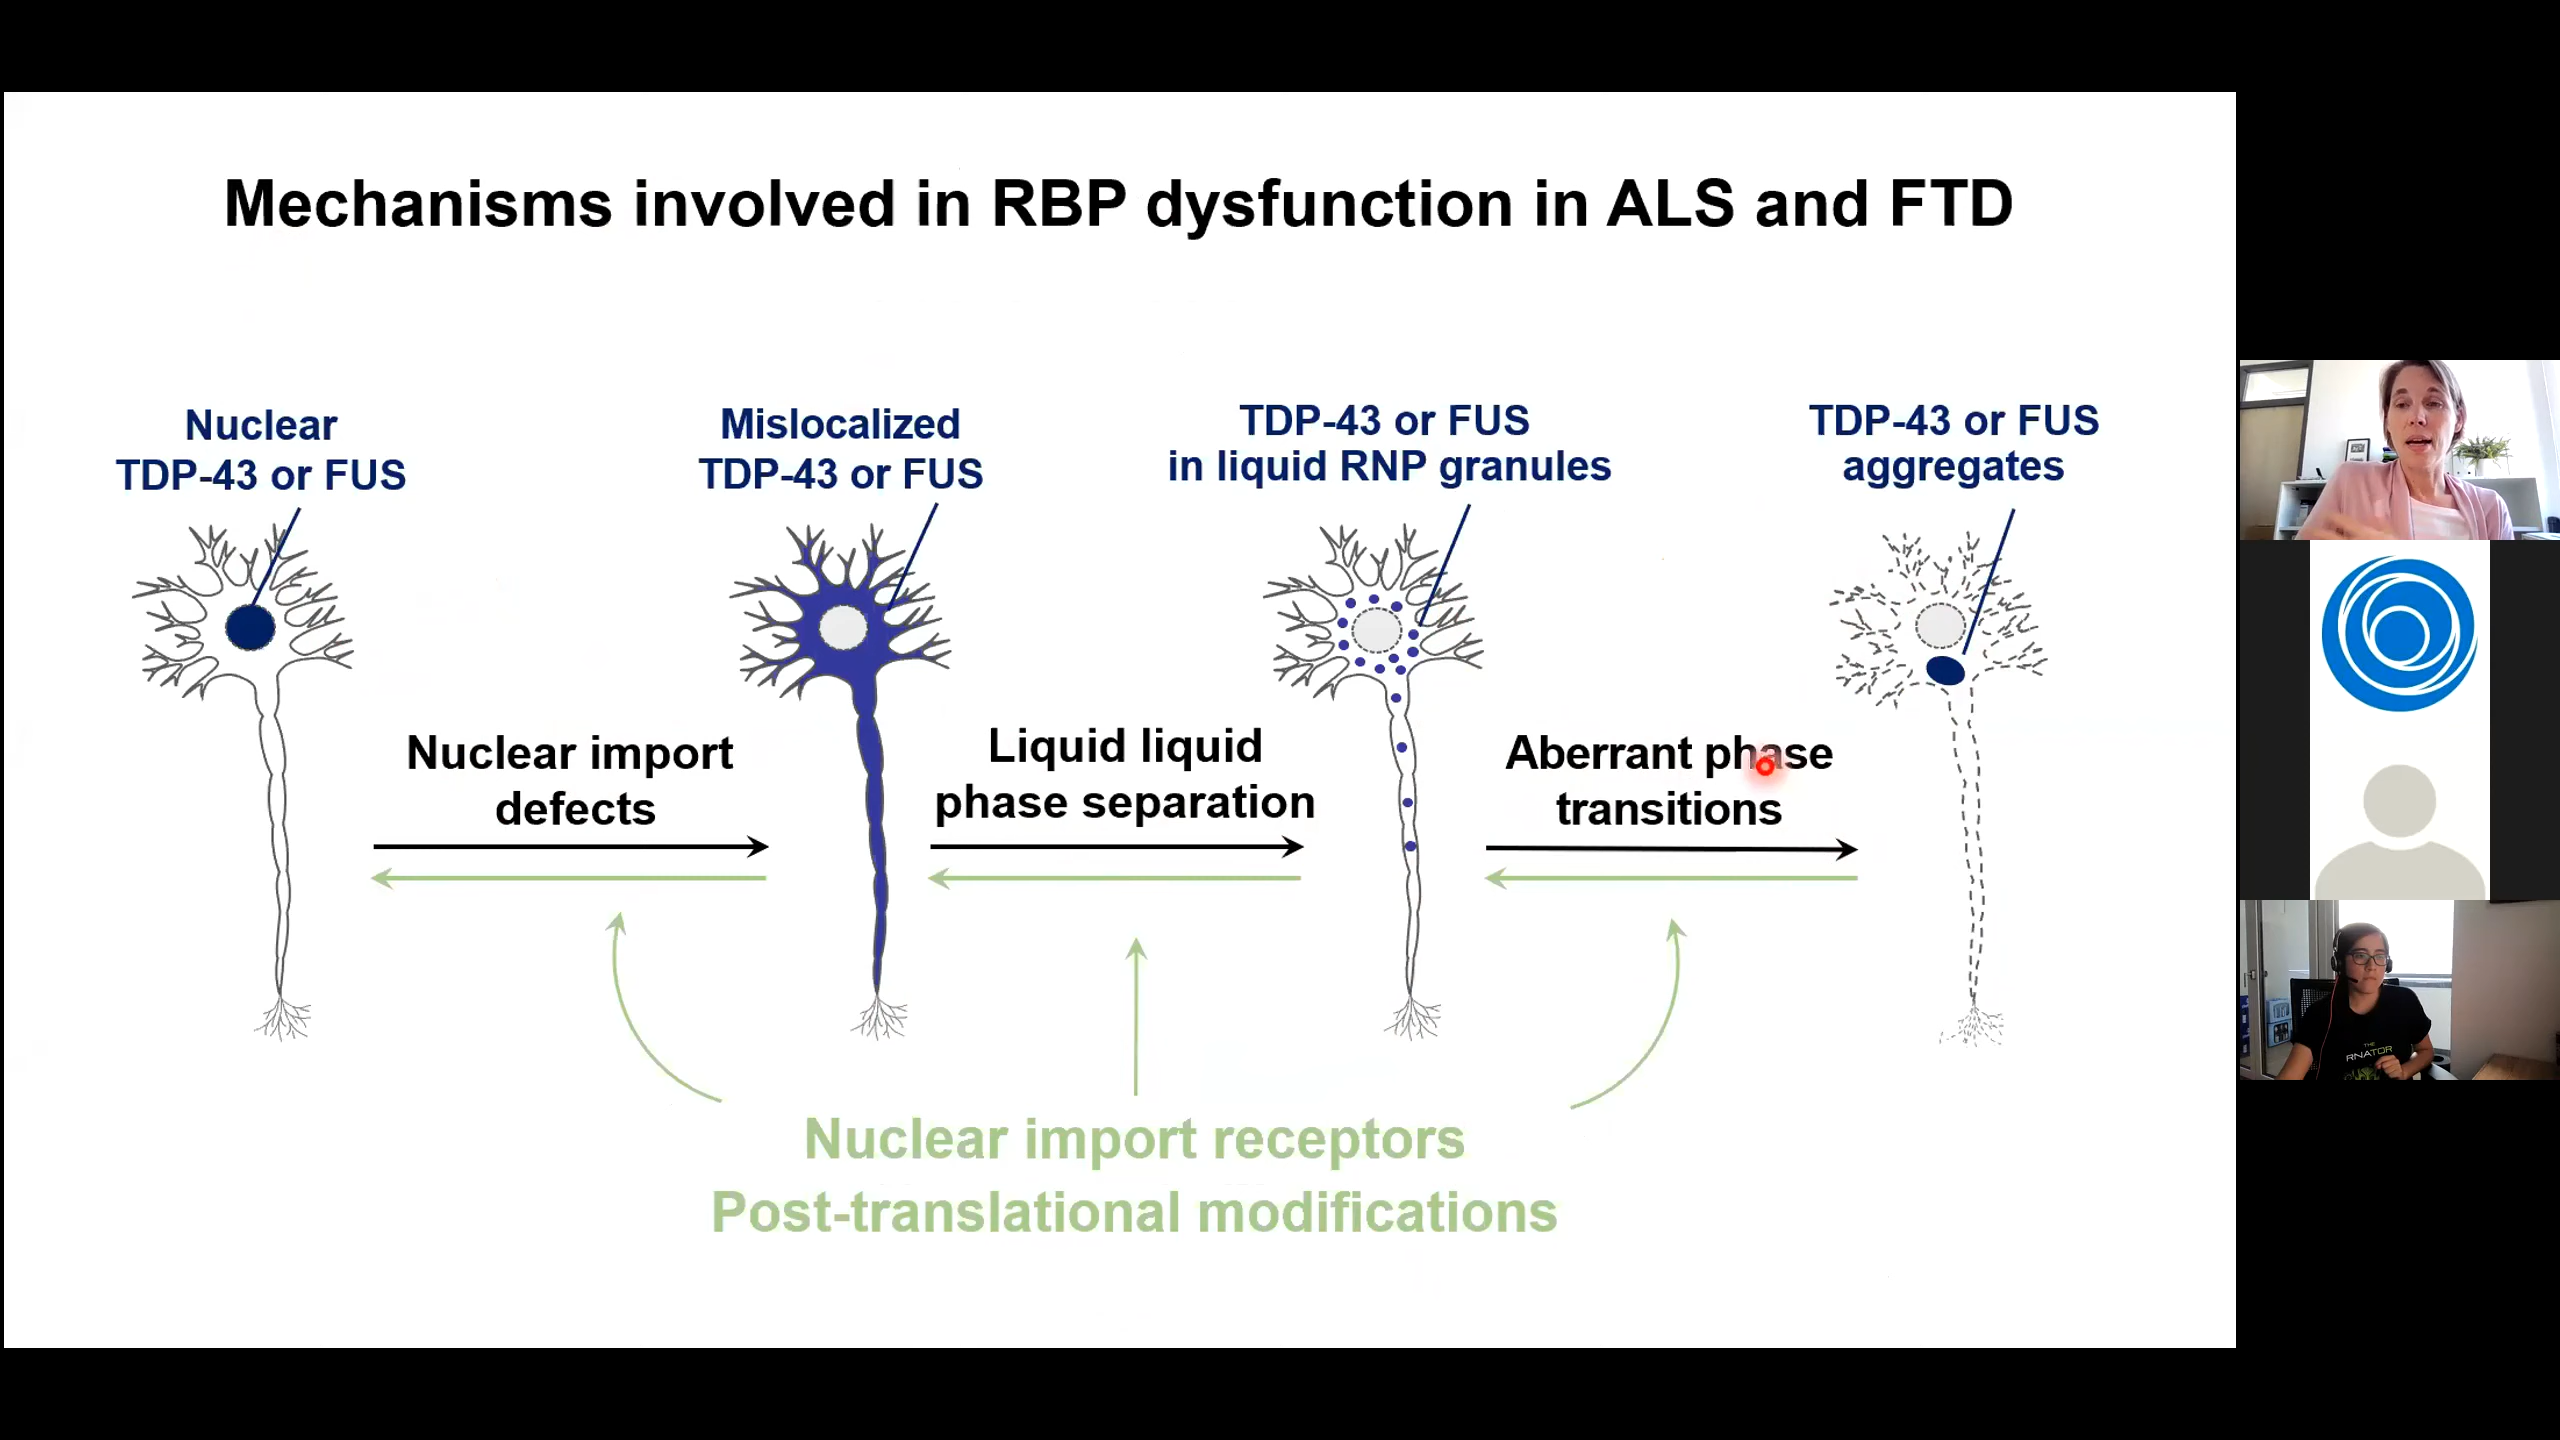 Mechanisms involved in RBP dysfunction in ALS and FTD
Nuclear
TDP-43 or FUS
Mislocalized
TDP-43 or FUS
TDP-43 or FUS
in liquid RNP granules
TDP-43 or FUS
aggregates
Nuclear import
defects
Liquid liquid
phase separation
Aberrant phase
transitions
Nuclear import receptors
Post-translational modifications
THE
RNATOR